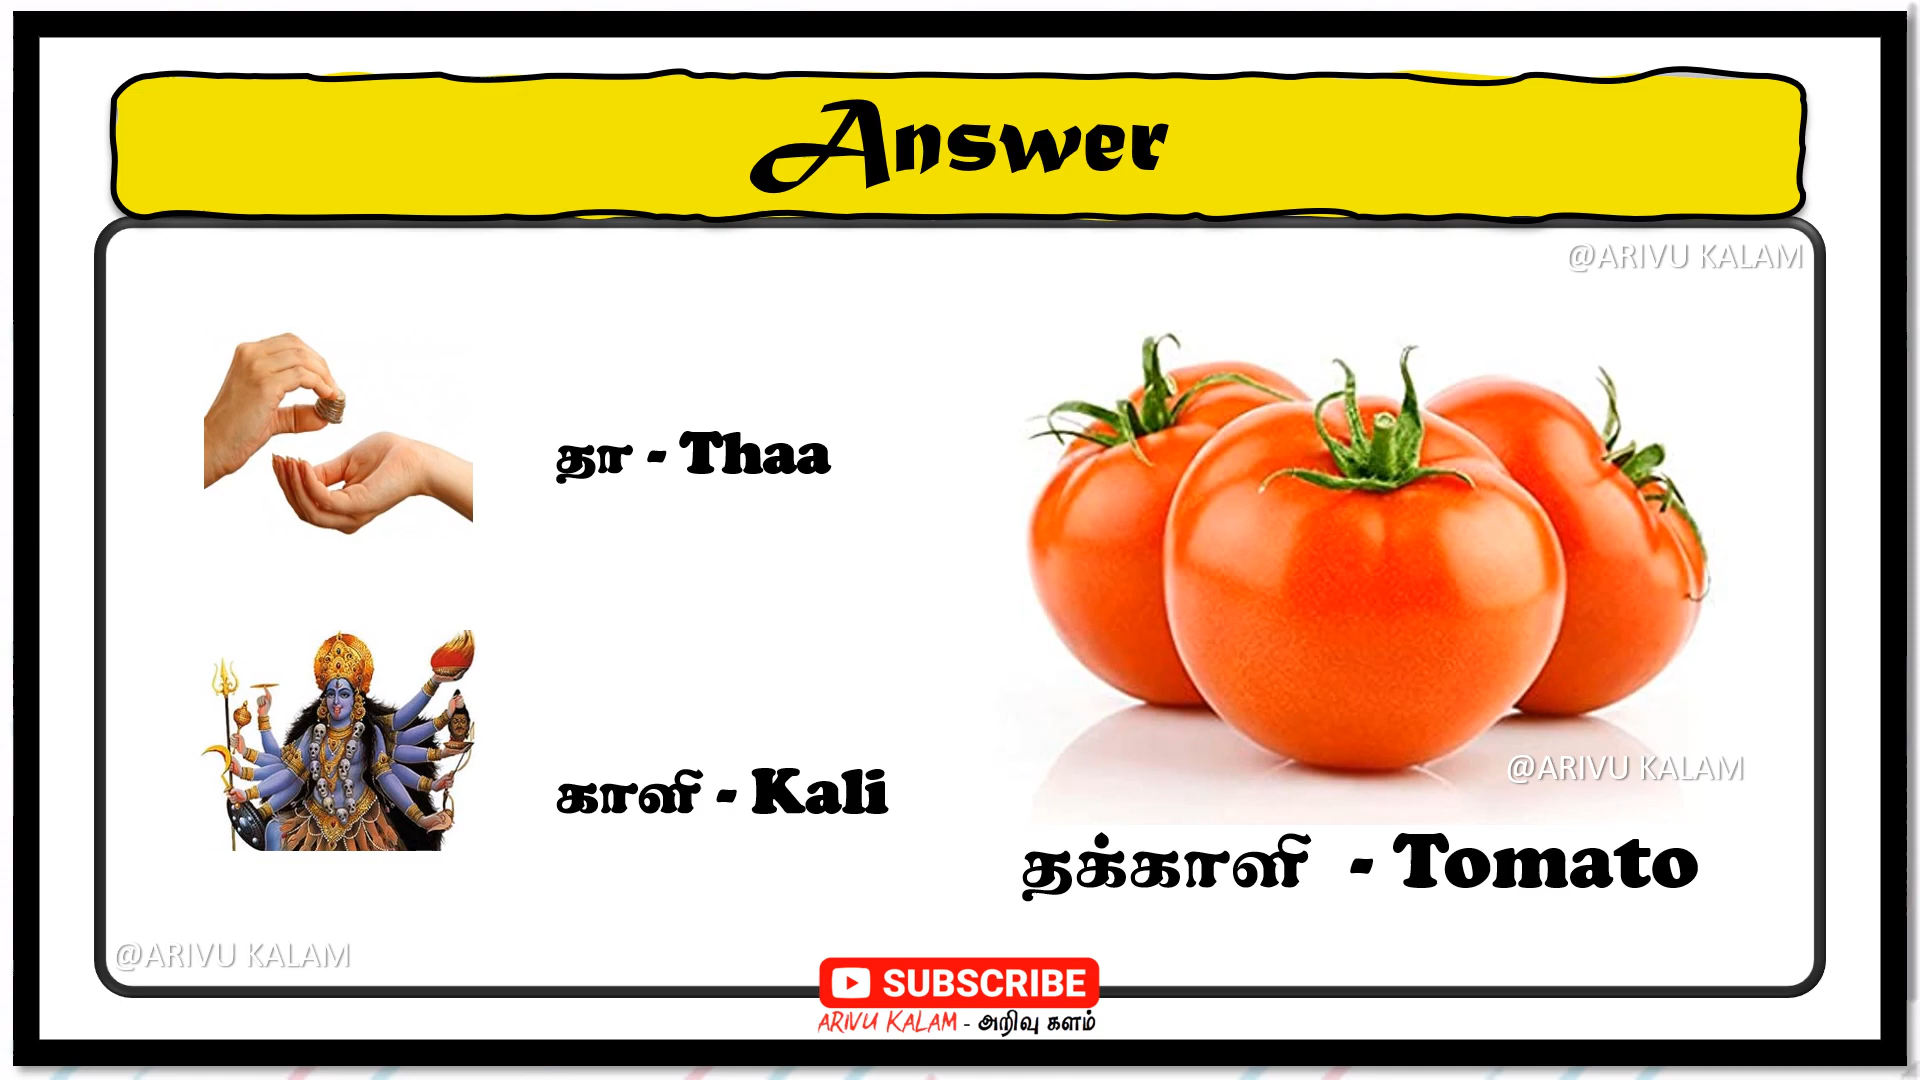 Answer
@ARIVU KALAM
தா - Thaa
காளி - Kali
@ARIVU KALAM
தக்காளி - Tomato
@ARIVU KALAM
SUBSCRIBE
ARIVU KALAM - அறிவு களம்